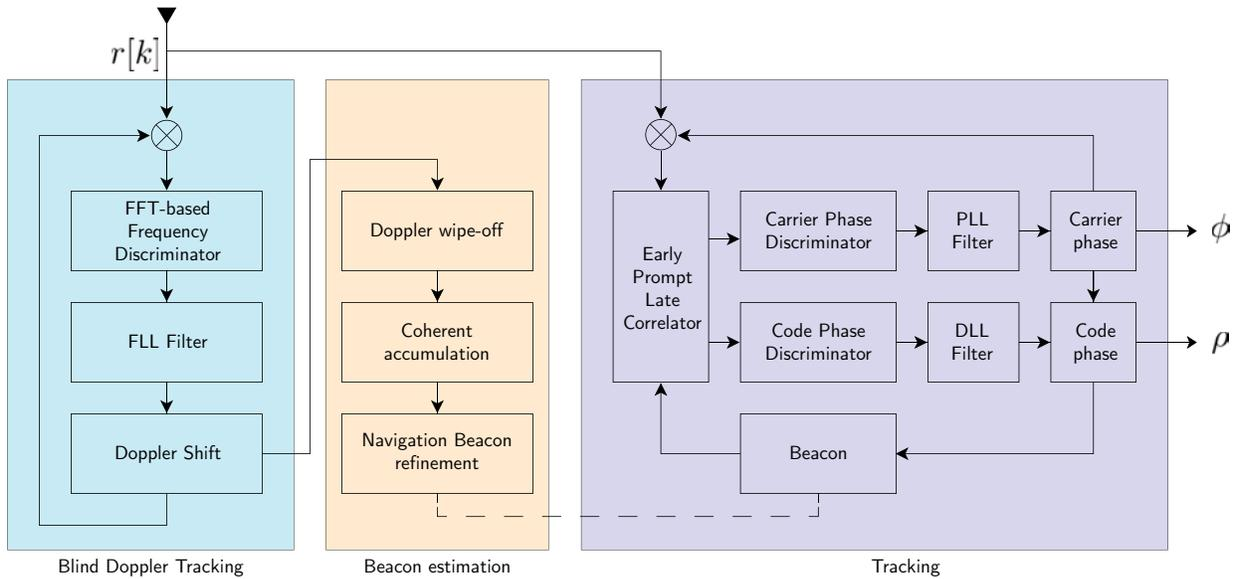 r[k]
FFT-based
Frequency
Discriminator
FLL Filter
Doppler Shift
Blind Doppler Tracking
Doppler wipe-off
Coherent
accumulation
Navigation Beacon
refinement
Beacon estimation
Early
Prompt
Late
Correlator
Carrier Phase
Discriminator
PLL
Filter
Carrier
phase
ϕ
Code Phase
Discriminator
DLL
Filter
Code
phase
ρ
Beacon
Tracking